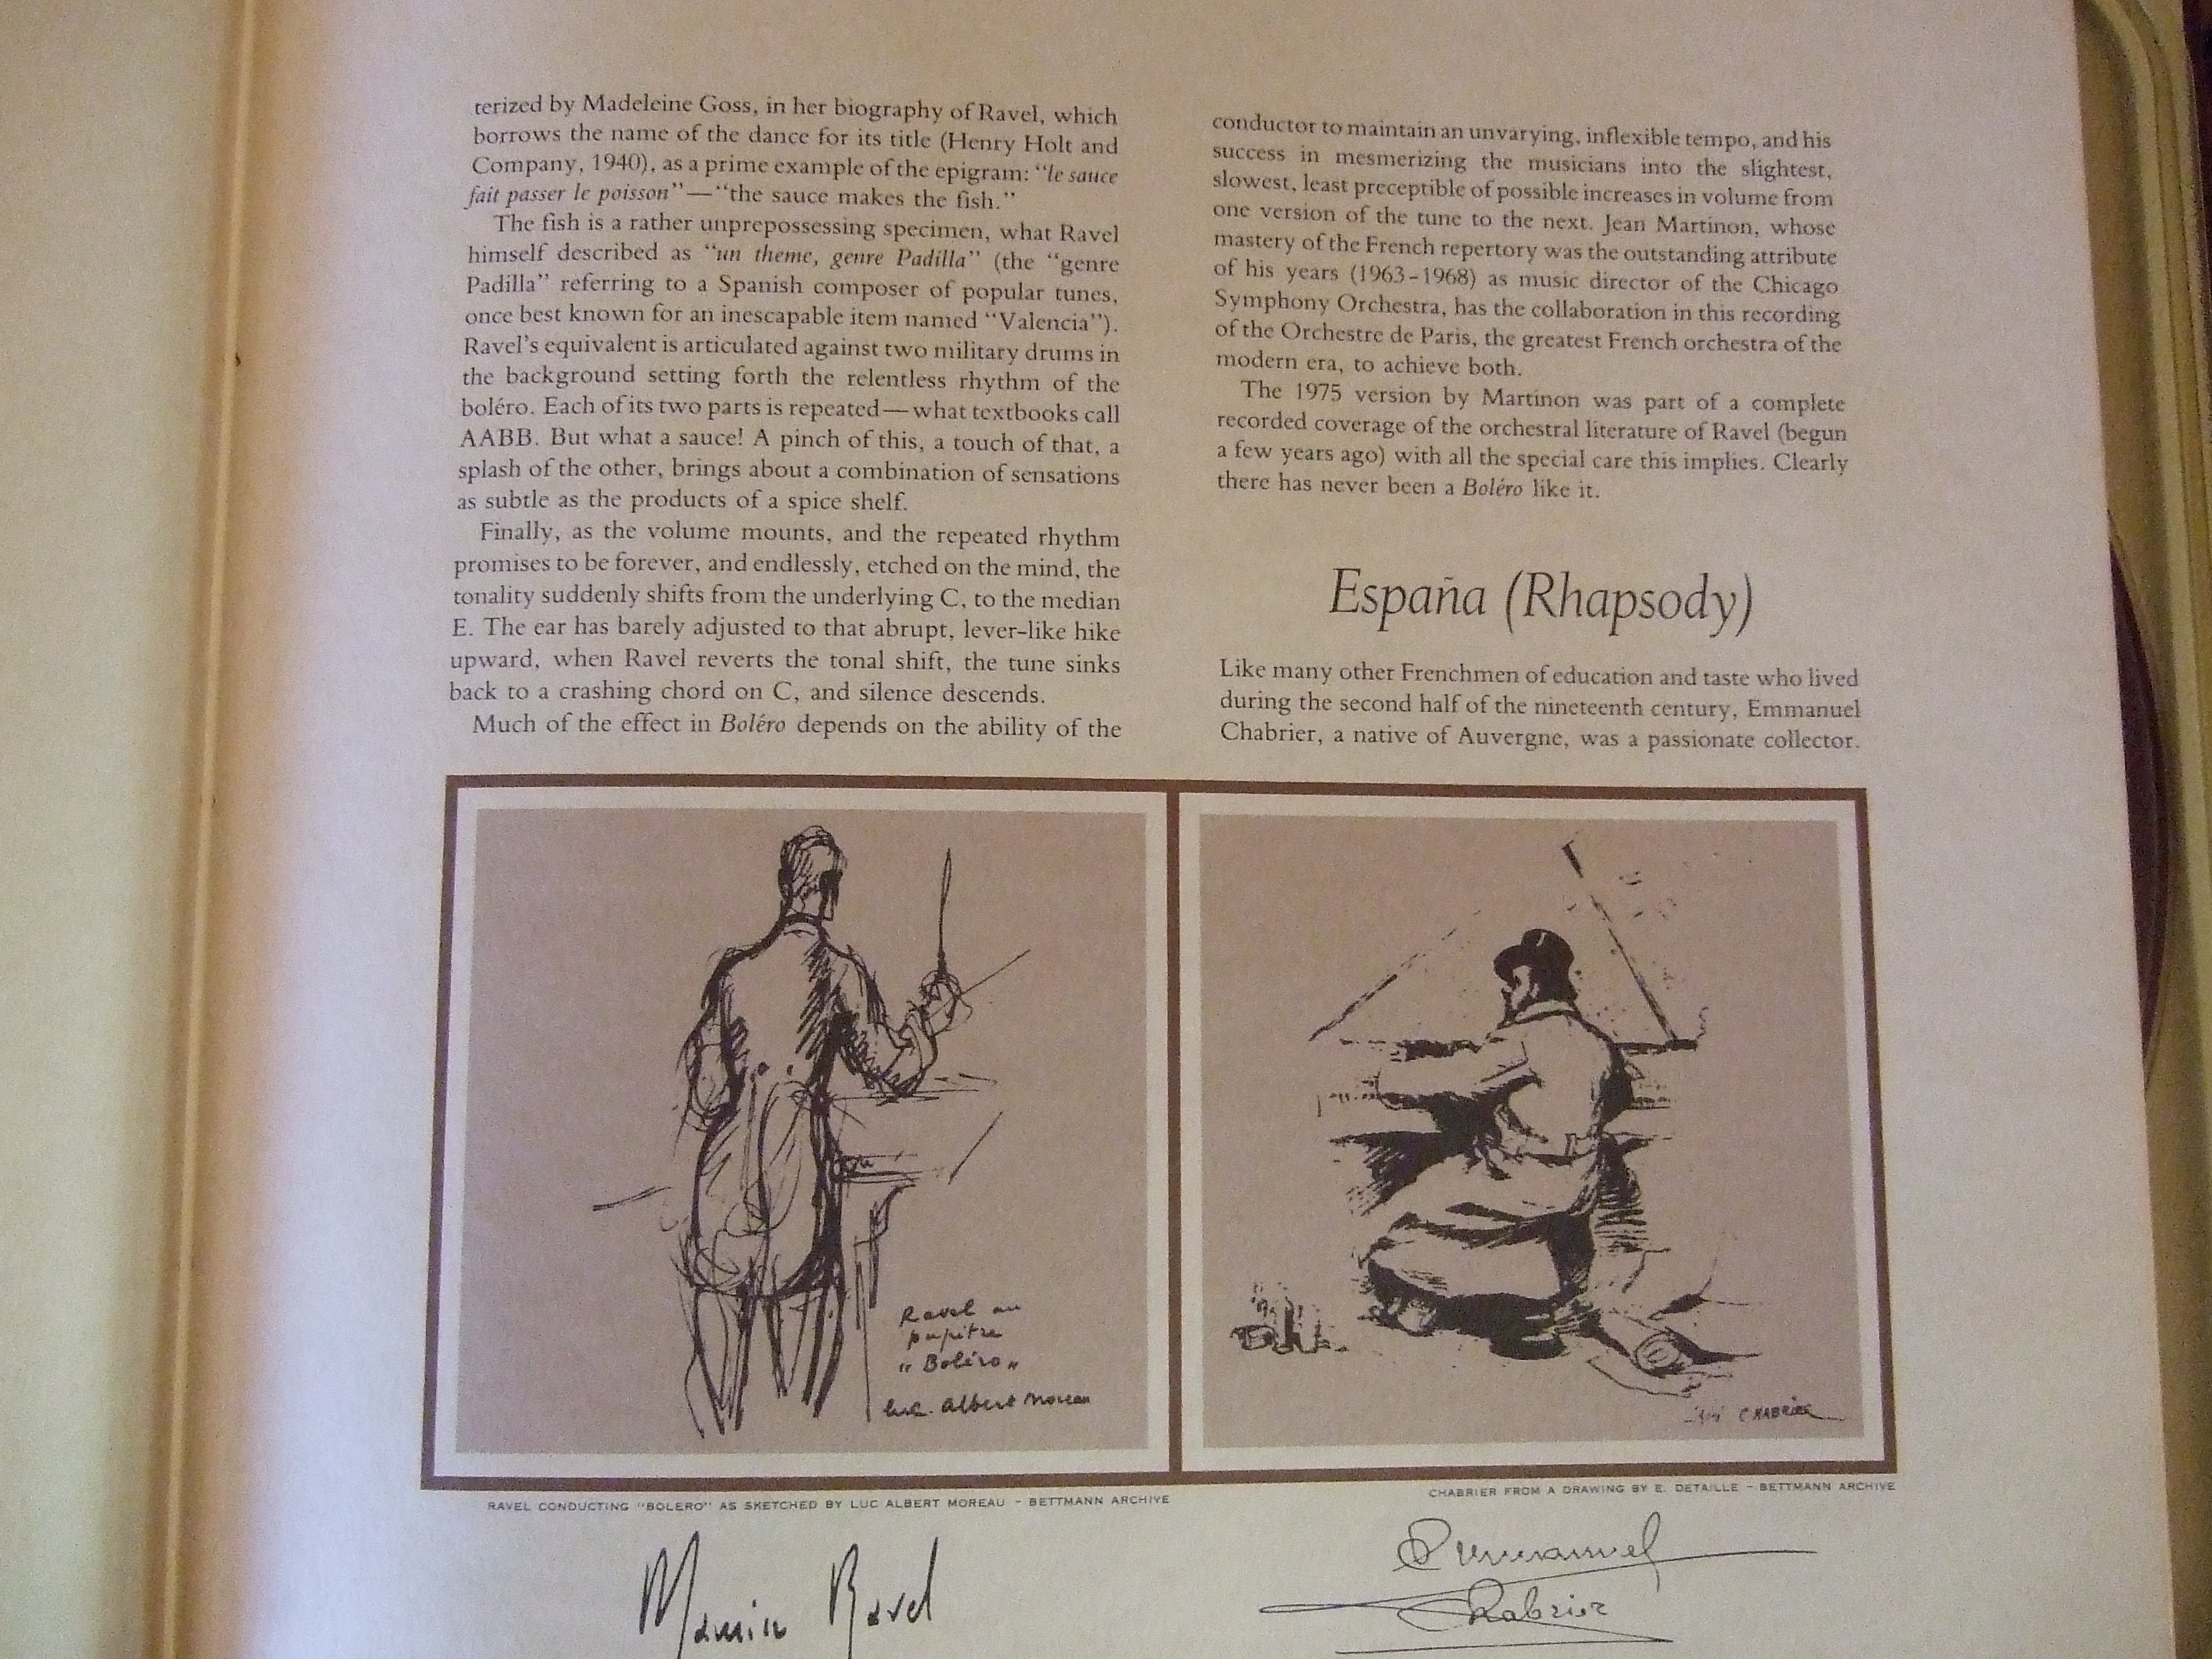 terized by Madeleine Goss, in her biography of Ravel, which
borrows the name of the dance for its title (Henry Holt and
Company, 1940), as a prime example of the epigram: “le sauce
fait passer le poisson”—“the sauce makes the fish.”
The fish is a rather unprepossessing specimen, what Ravel
himself described as “un theme, genre Padilla” (the “genre
Padilla” referring to a Spanish composer of popular tunes,
once best known for an inescapable item named “Valencia”).
Ravel’s equivalent is articulated against two military drums in
the background setting forth the relentless rhythm of the
boléro. Each of its two parts is repeated—what textbooks call
AABB. But what a sauce! A pinch of this, a touch of that, a
splash of the other, brings about a combination of sensations
as subtle as the products of a spice shelf.
Finally, as the volume mounts, and the repeated rhythm
promises to be forever, and endlessly, etched on the mind, the
tonality suddenly shifts from the underlying C, to the median
E. The ear has barely adjusted to that abrupt, lever-like hike
upward, when Ravel reverts the tonal shift, the tune sinks
back to a crashing chord on C, and silence descends.
Much of the effect in Boléro depends on the ability of the
conductor to maintain an unvarying, inflexible tempo, and his
success in mesmerizing the musicians into the slightest,
slowest, least preceptible of possible increases in volume from
one version of the tune to the next. Jean Martinon, whose
mastery of the French repertory was the outstanding attribute
of his years (1963-1968) as music director of the Chicago
Symphony Orchestra, has the collaboration in this recording
of the Orchestre de Paris, the greatest French orchestra of the
modern era, to achieve both.
The 1975 version by Martinon was part of a complete
recorded coverage of the orchestral literature of Ravel (begun
a few years ago) with all the special care this implies. Clearly
there has never been a Boléro like it.
España (Rhapsody)
Like many other Frenchmen of education and taste who lived
during the second half of the nineteenth century, Emmanuel
Chabrier, a native of Auvergne, was a passionate collector.
Ravel au
pupitre
"Boléro"
Luc. Albert Moreau
CHABRIER
RAVEL CONDUCTING "BOLERO" AS SKETCHED BY LUC ALBERT MOREAU - BETTMANN ARCHIVE
CHABRIER FROM A DRAWING BY E. DETAILLE - BETTMANN ARCHIVE
Maurice Ravel
Emmanuel
Chabrier